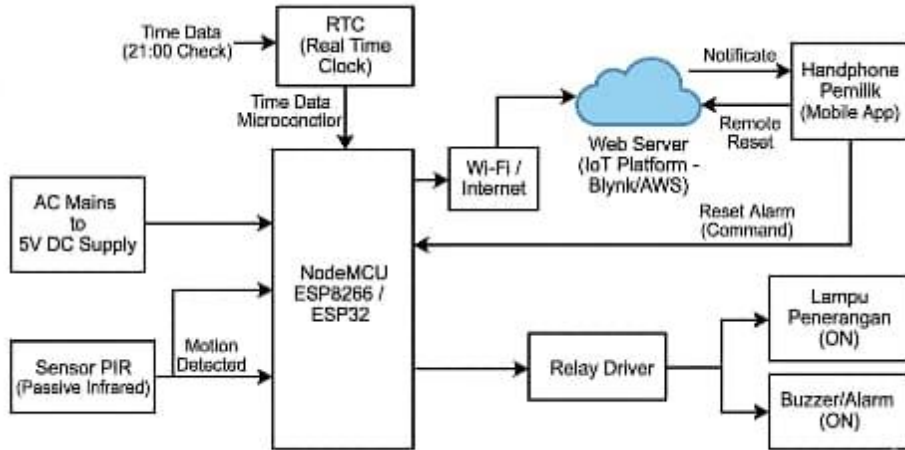 Time Data
(21:00 Check)
RTC
(Real Time
Clock)
Time Data
Microconctlor
Notificate
Handphone
Pemilik
(Mobile App)
Remote
Reset
Web Server
(IoT Platform -
Blynk/AWS)
Wi-Fi /
Internet
AC Mains
to
5V DC Supply
Reset Alarm
(Command)
NodeMCU
ESP8266 /
ESP32
Sensor PIR
(Passive Infrared)
Motion
Detected
Relay Driver
Lampu
Penerangan
(ON)
Buzzer/Alarm
(ON)